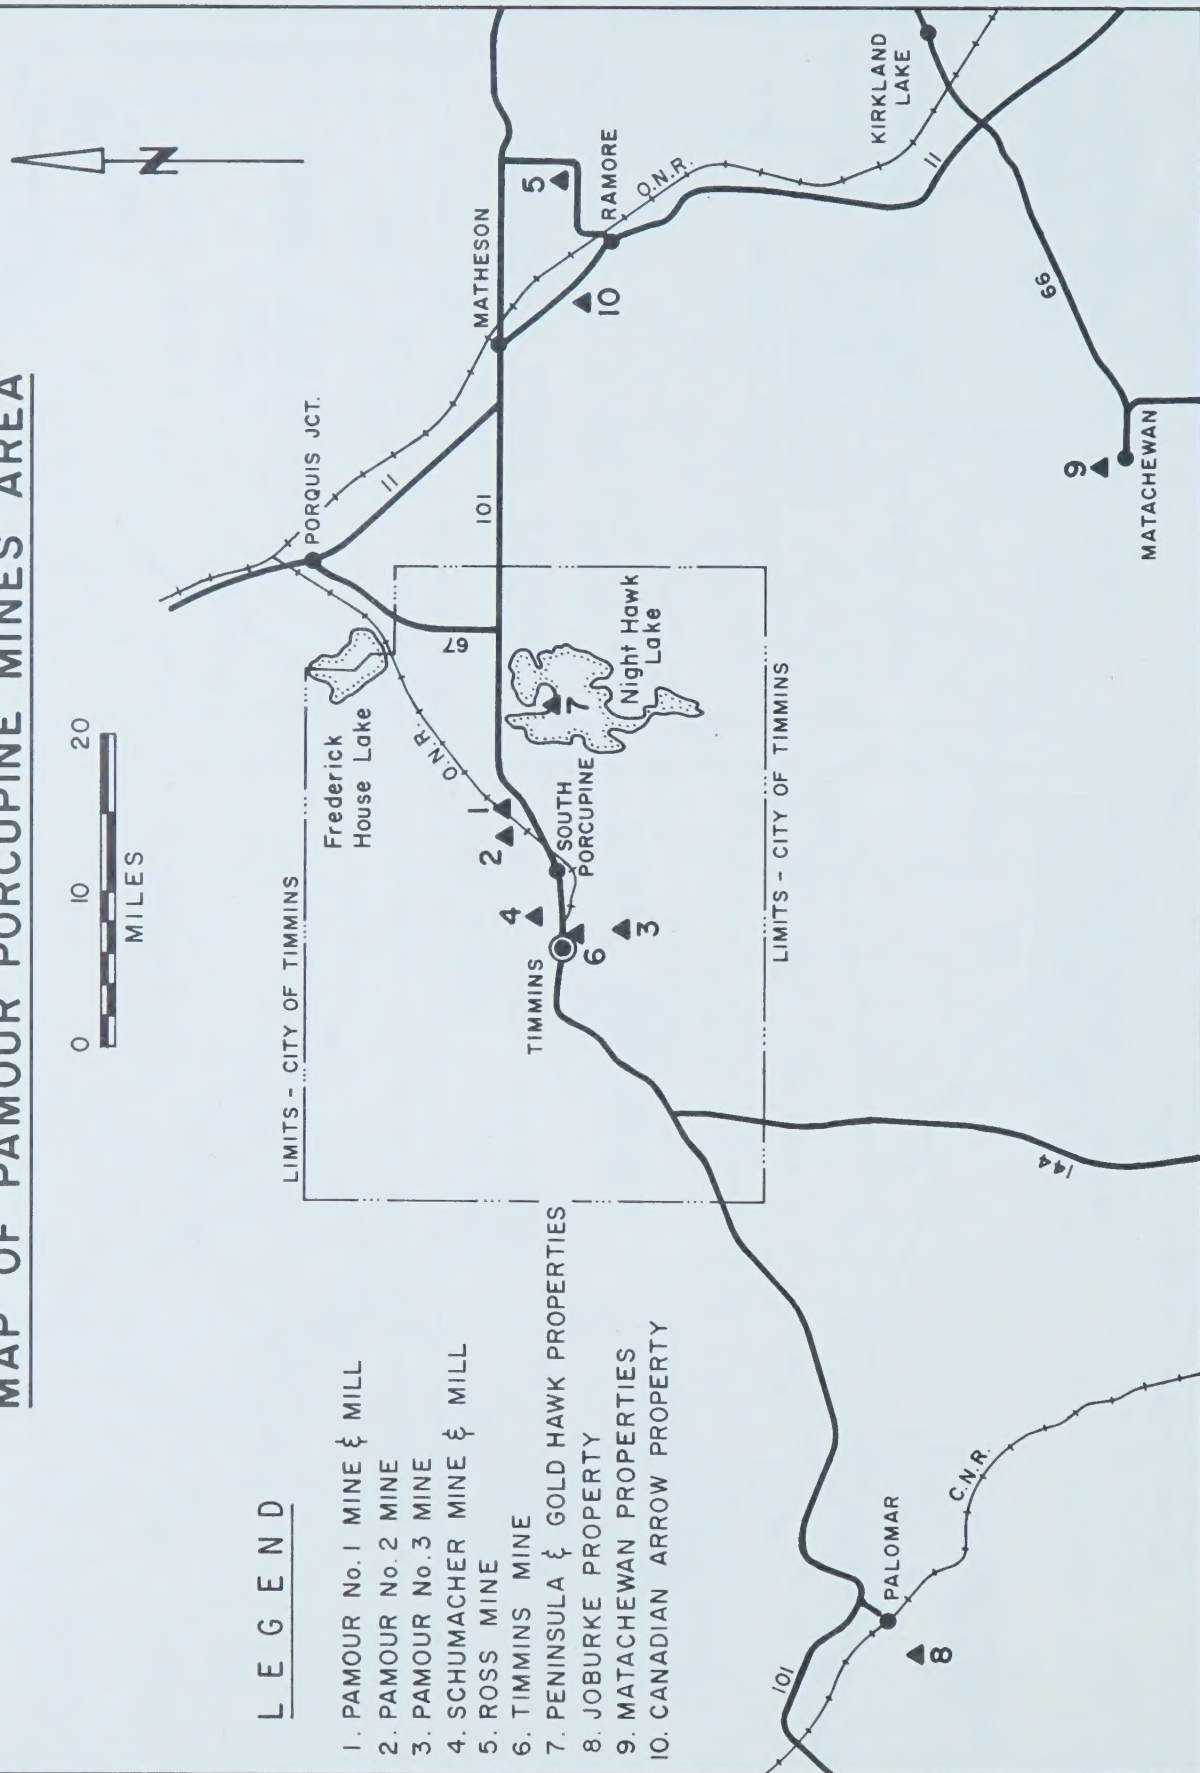 MAP OF PAMOUR PORCUPINE MINES AREA
0 10 20
MILES
N
LEGEND
1. PAMOUR No. 1 MINE & MILL
2. PAMOUR No. 2 MINE
3. PAMOUR No. 3 MINE
4. SCHUMACHER MINE & MILL
5. ROSS MINE
6. TIMMINS MINE
7. PENINSULA & GOLD HAWK PROPERTIES
8. JOBURKE PROPERTY
9. MATACHEWAN PROPERTIES
10. CANADIAN ARROW PROPERTY
LIMITS - CITY OF TIMMINS
Frederick
House Lake
PORQUIS JCT.
11
67
O.N.R.
101
MATHESON
5
RAMORE
O.N.R.
10
1
2
4
TIMMINS
6
3
SOUTH
PORCUPINE
7
Night Hawk
Lake
LIMITS - CITY OF TIMMINS
KIRKLAND
LAKE
11
66
9
MATACHEWAN
144
101
PALOMAR
8
C.N.R.